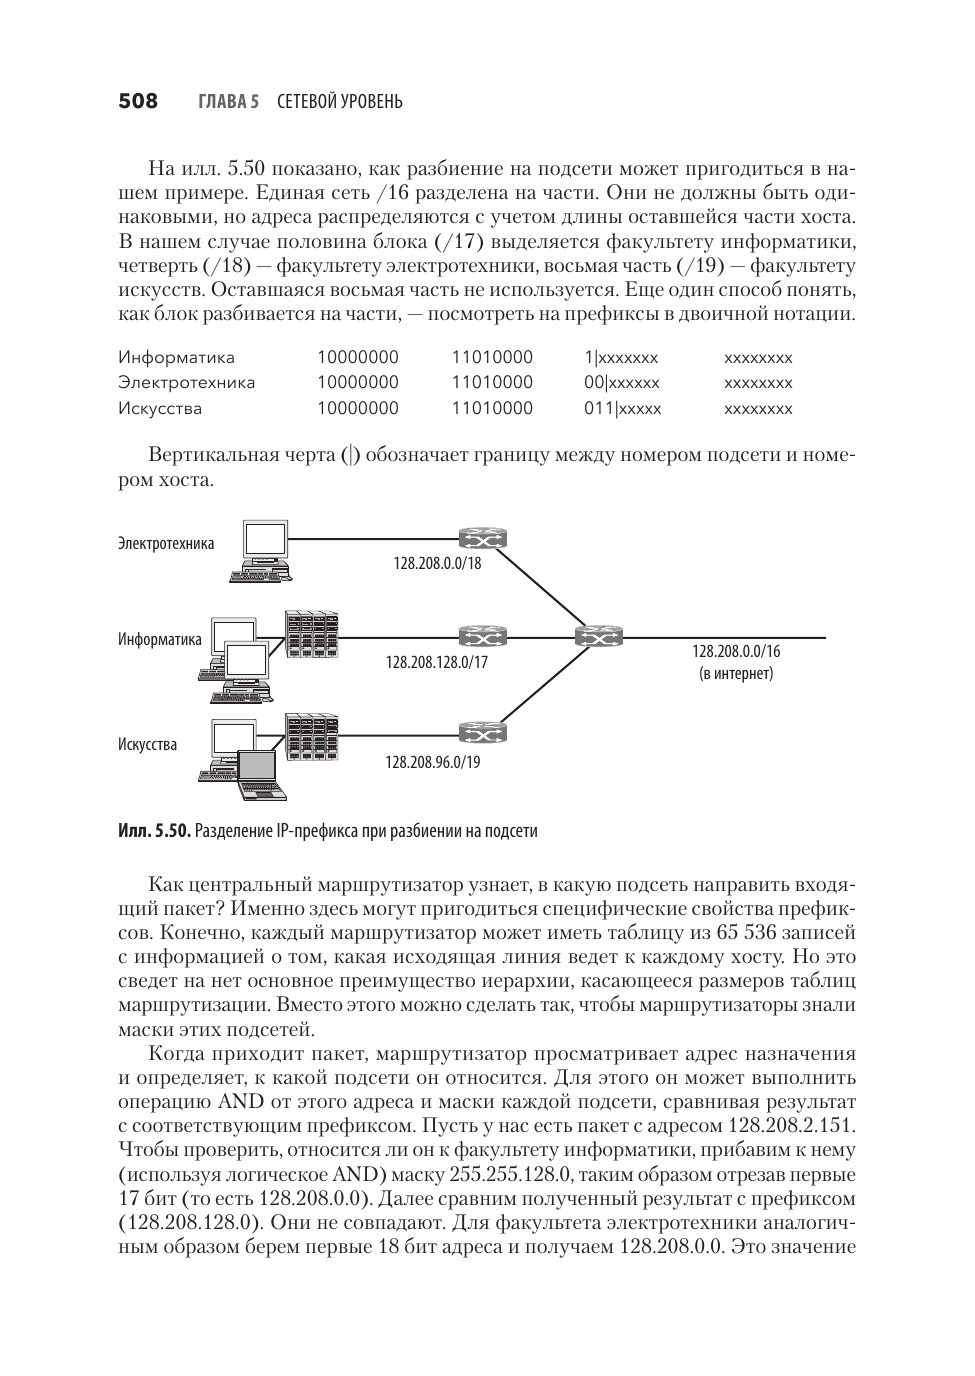 508 ГЛАВА 5 СЕТЕВОЙ УРОВЕНЬ
На илл. 5.50 показано, как разбиение на подсети может пригодиться в на-
шем примере. Единая сеть /16 разделена на части. Они не должны быть оди-
наковыми, но адреса распределяются с учетом длины оставшейся части хоста.
В нашем случае половина блока (/17) выделяется факультету информатики,
четверть (/18) — факультету электротехники, восьмая часть (/19) — факультету
искусств. Оставшаяся восьмая часть не используется. Еще один способ понять,
как блок разбивается на части, — посмотреть на префиксы в двоичной нотации.
Информатика 10000000 11010000 1|xxxxxxx xxxxxxxx
Электротехника 10000000 11010000 00|xxxxxx xxxxxxxx
Искусства 10000000 11010000 011|xxxxx xxxxxxxx
Вертикальная черта (|) обозначает границу между номером подсети и номе-
ром хоста.
Электротехника
128.208.0.0/18
Информатика
128.208.128.0/17
128.208.0.0/16
(в интернет)
Искусства
128.208.96.0/19
Илл. 5.50. Разделение IP-префикса при разбиении на подсети
Как центральный маршрутизатор узнает, в какую подсеть направить входя-
щий пакет? Именно здесь могут пригодиться специфические свойства префик-
сов. Конечно, каждый маршрутизатор может иметь таблицу из 65 536 записей
с информацией о том, какая исходящая линия ведет к каждому хосту. Но это
сведет на нет основное преимущество иерархии, касающееся размеров таблиц
маршрутизации. Вместо этого можно сделать так, чтобы маршрутизаторы знали
маски этих подсетей.
Когда приходит пакет, маршрутизатор просматривает адрес назначения
и определяет, к какой подсети он относится. Для этого он может выполнить
операцию AND от этого адреса и маски каждой подсети, сравнивая результат
с соответствующим префиксом. Пусть у нас есть пакет с адресом 128.208.2.151.
Чтобы проверить, относится ли он к факультету информатики, прибавим к нему
(используя логическое AND) маску 255.255.128.0, таким образом отрезав первые
17 бит (то есть 128.208.0.0). Далее сравним полученный результат с префиксом
(128.208.128.0). Они не совпадают. Для факультета электротехники аналогич-
ным образом берем первые 18 бит адреса и получаем 128.208.0.0. Это значение